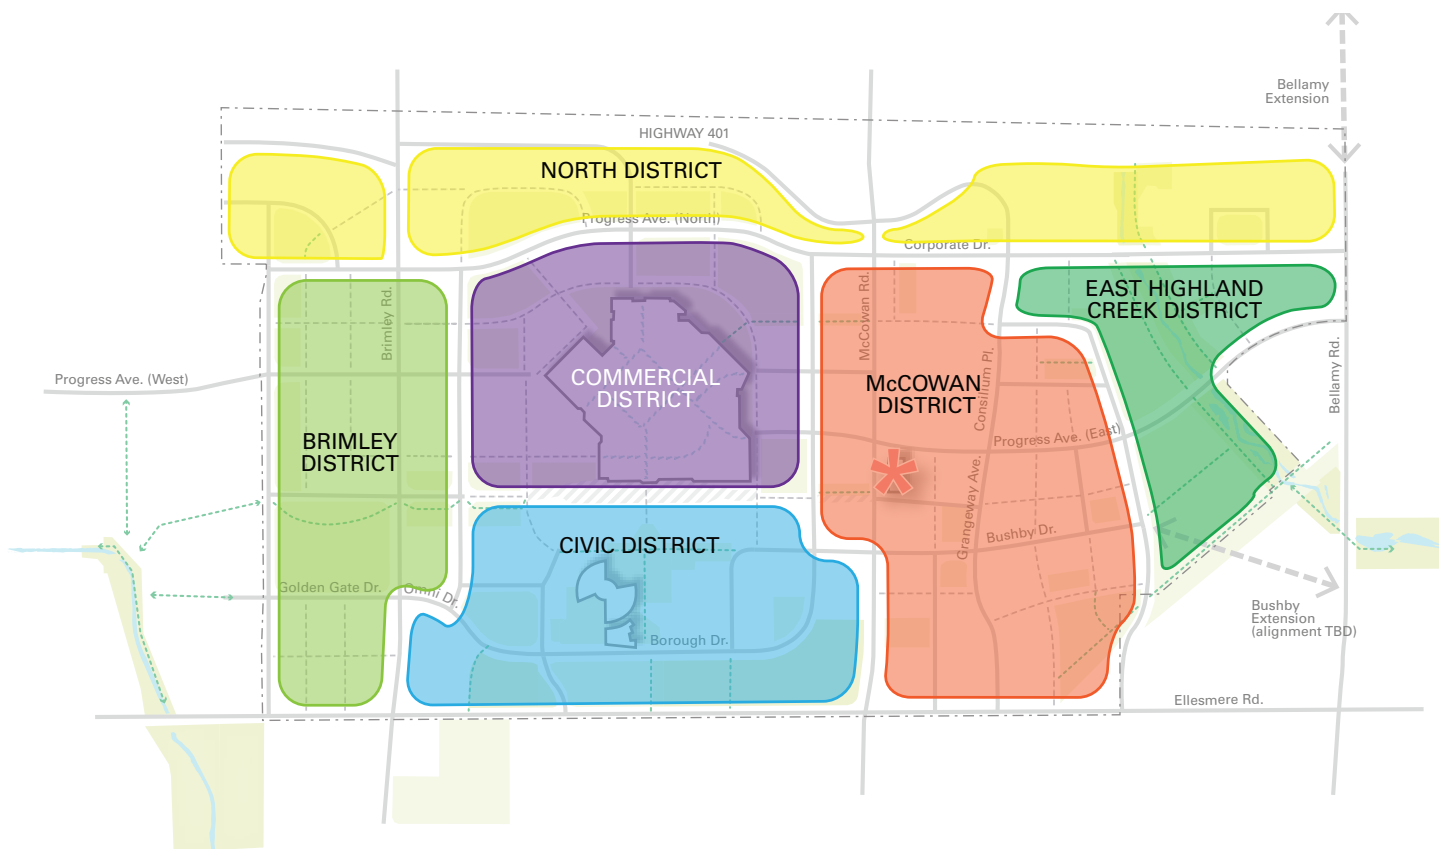 Bellamy
Extension
HIGHWAY 401
NORTH DISTRICT
Progress Ave. (North)
Corporate Dr.
EAST HIGHLAND
CREEK DISTRICT
Brimley Rd.
McCowan Rd.
Consilium Pl.
Bellamy Rd.
Progress Ave. (West)
COMMERCIAL
DISTRICT
McCOWAN
DISTRICT
BRIMLEY
DISTRICT
Progress Ave. (East)
Grangeway Ave.
Bushby Dr.
CIVIC DISTRICT
Golden Gate Dr.
Omni Dr.
Borough Dr.
Bushby
Extension
(alignment TBD)
Ellesmere Rd.